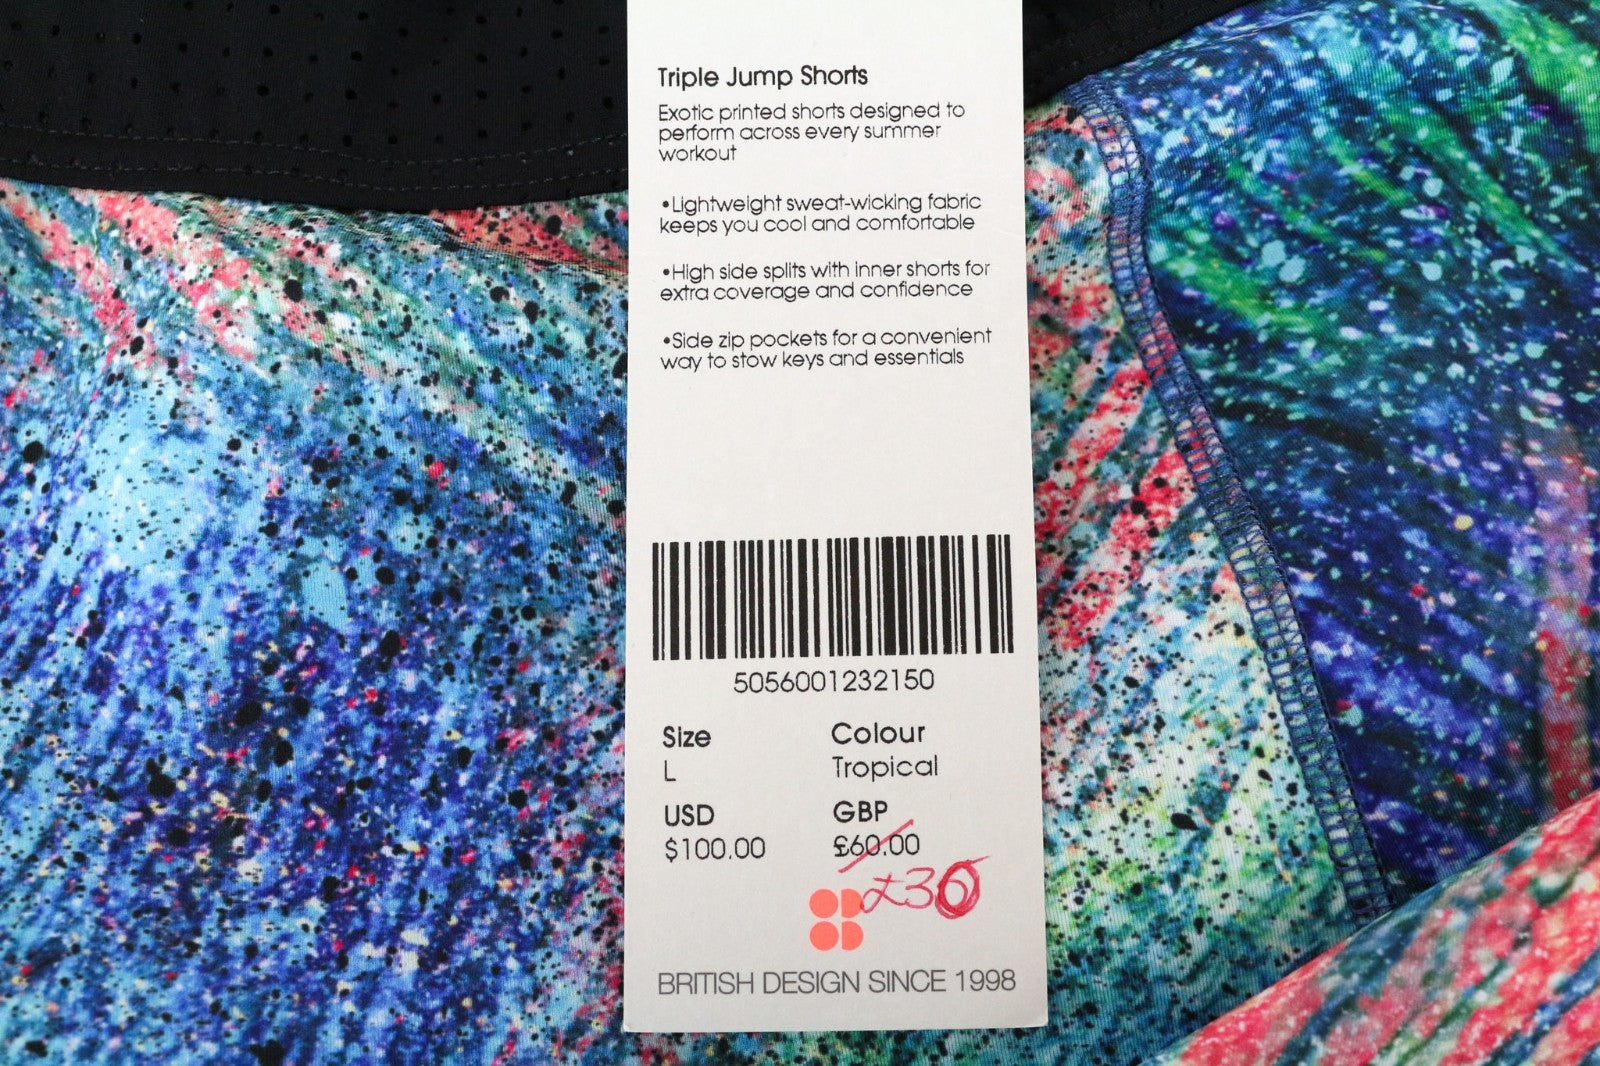 Triple Jump Shorts
Exotic printed shorts designed to
perform across every summer
workout
•Lightweight sweat-wicking fabric
keeps you cool and comfortable
•High side splits with inner shorts for
extra coverage and confidence
•Side zip pockets for a convenient
way to stow keys and essentials
5056001232150
Size Colour
L Tropical
USD GBP
$100.00 £60.00
£30
BRITISH DESIGN SINCE 1998